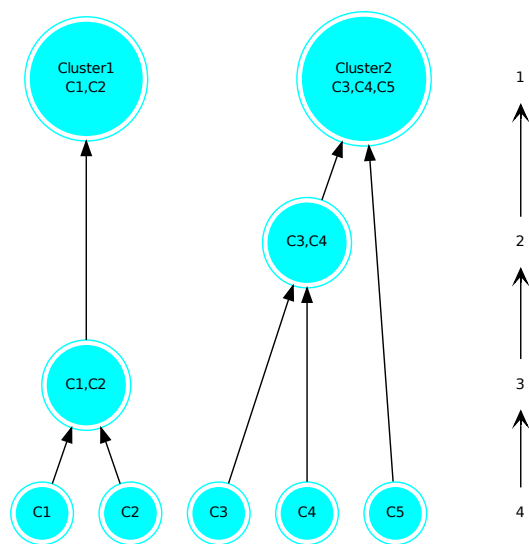 Cluster1
C1,C2
Cluster2
C3,C4,C5
1
C3,C4
2
C1,C2
3
C1
C2
C3
C4
C5
4